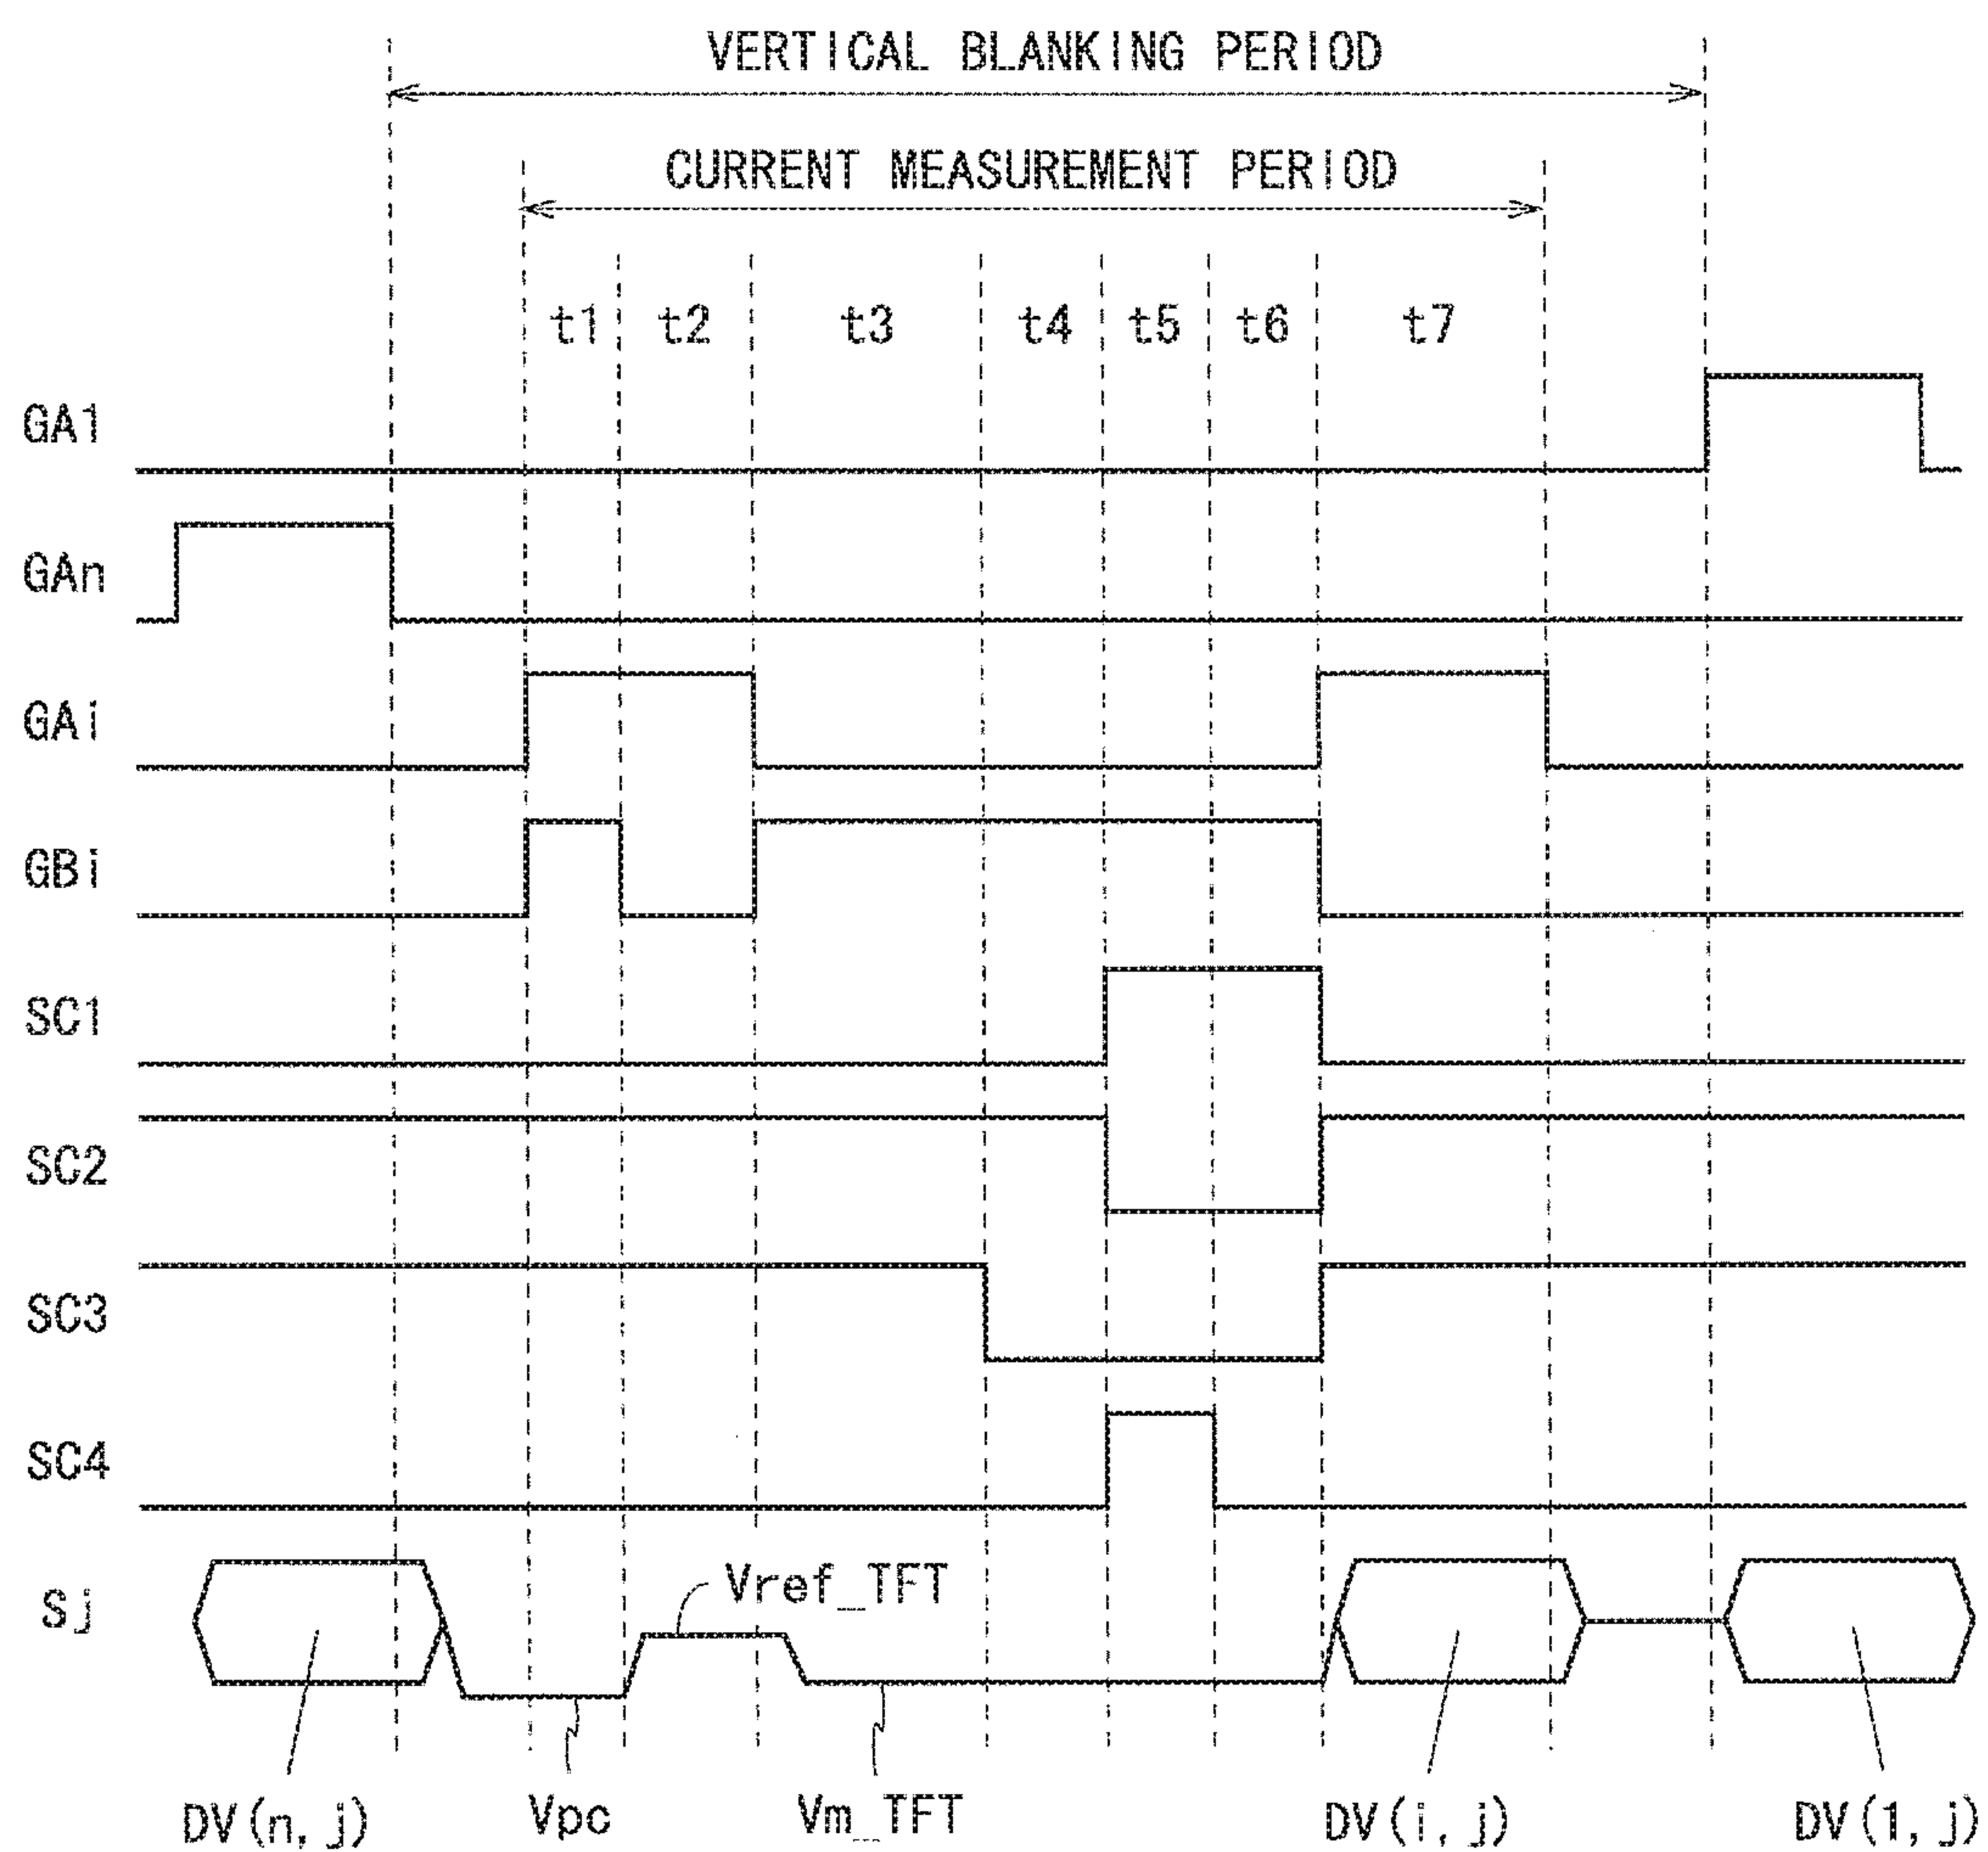 VERTICAL BLANKING PERIOD
CURRENT MEASUREMENT PERIOD
t1 t2 t3 t4 t5 t6 t7
GA1
GAn
GAi
GBi
SC1
SC2
SC3
SC4
Sj
Vref_TFT
DV(n, j) Vpc Vm_TFT DV(i, j) DV(1, j)